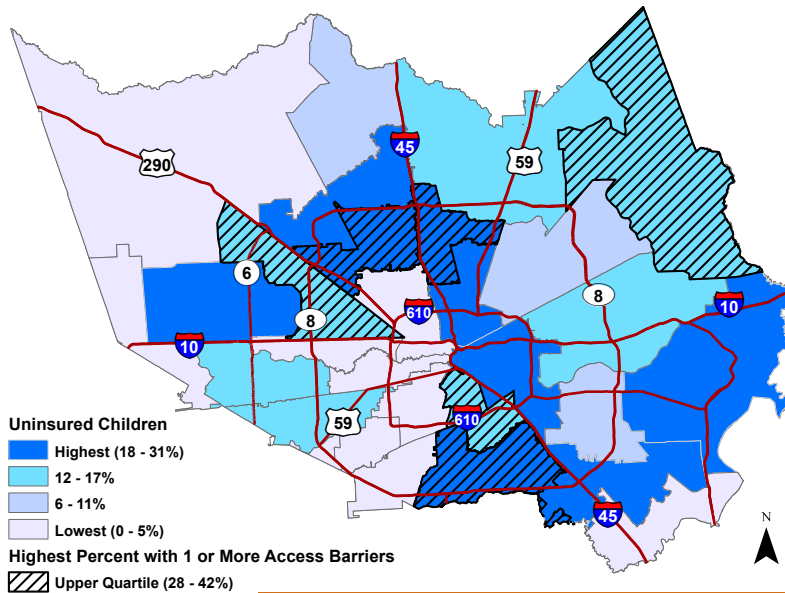 45
59
290
6
8
10
610
8
10
59
610
45
N
Uninsured Children
Highest (18 - 31%)
12 - 17%
6 - 11%
Lowest (0 - 5%)
Highest Percent with 1 or More Access Barriers
Upper Quartile (28 - 42%)